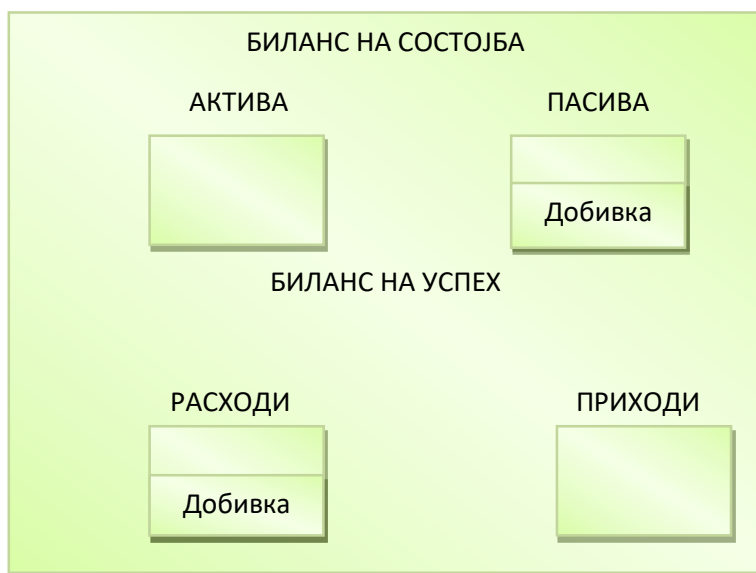 БИЛАНС НА СОСТОЈБА
АКТИВА ПАСИВА
Добивка
БИЛАНС НА УСПЕХ
РАСХОДИ ПРИХОДИ
Добивка